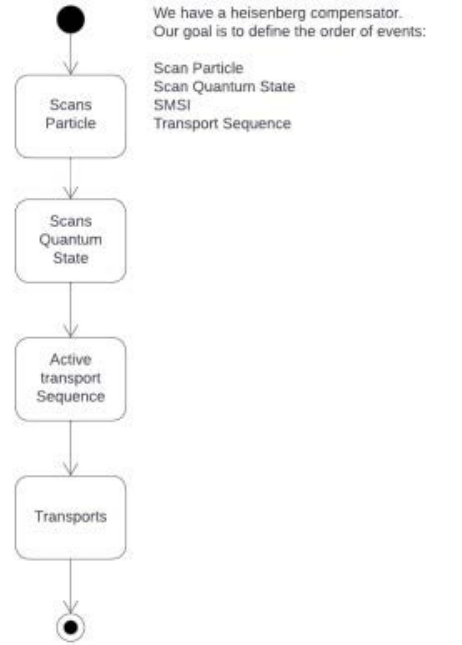 We have a heisenberg compensator.
Our goal is to define the order of events:
Scan Particle
Scan Quantum State
SMSI
Transport Sequence
Scans
Particle
Scans
Quantum
State
Active
transport
Sequence
Transports